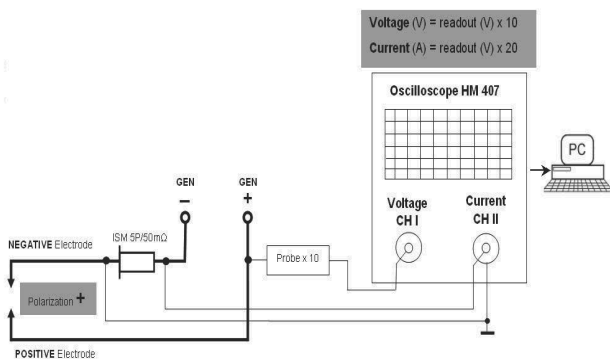 Voltage (V) = readout (V) x 10
Current (A) = readout (V) x 20
Oscilloscope HM 407
PC
Voltage
CH I
Current
CH II
GEN
−
GEN
+
ISM 5P/50mΩ
NEGATIVE Electrode
Probe x 10
Polarization +
POSITIVE Electrode